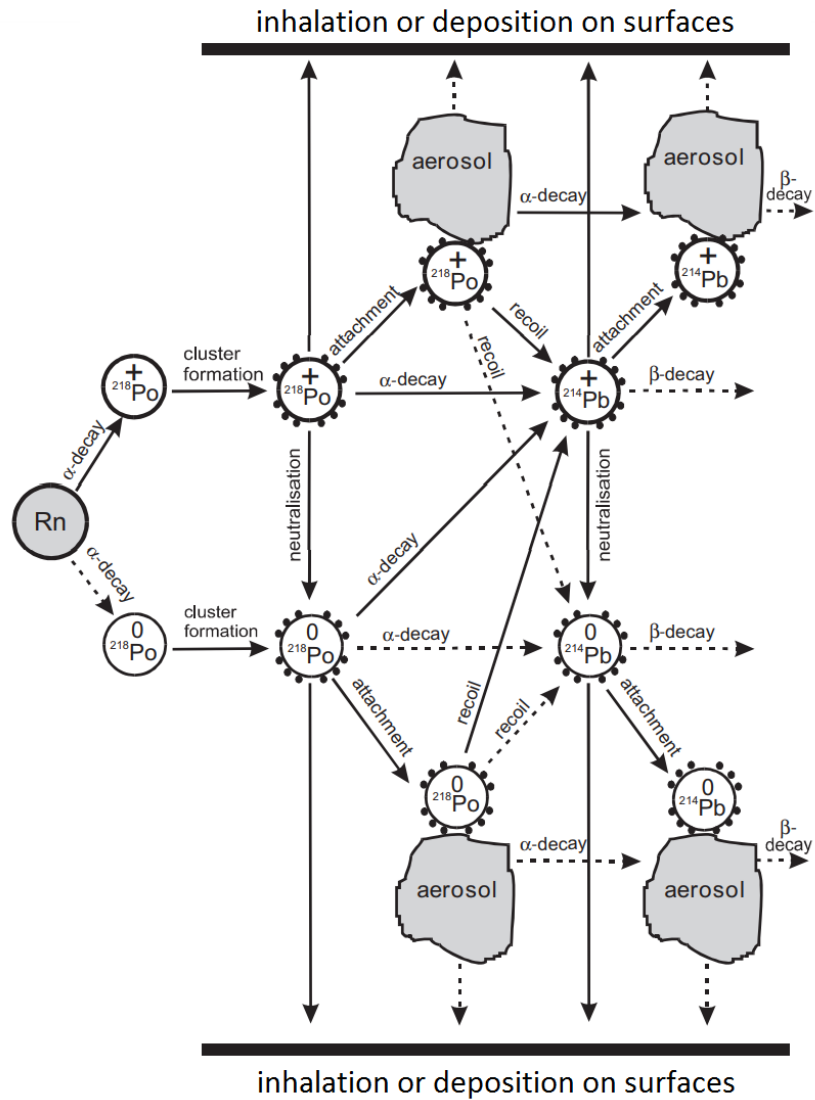 inhalation or deposition on surfaces
aerosol
aerosol
α-decay
β-
decay
+
218Po
+
214Pb
attachment
recoil
recoil
attachment
cluster
formation
+
218Po
+
218Po
α-decay
+
214Pb
β-decay
α-decay
Rn
neutralisation
neutralisation
α-decay
α-decay
cluster
formation
0
218Po
0
218Po
α-decay
0
214Pb
β-decay
attachment
recoil
recoil
attachment
0
218Po
0
214Pb
α-decay
β-
decay
aerosol
aerosol
inhalation or deposition on surfaces